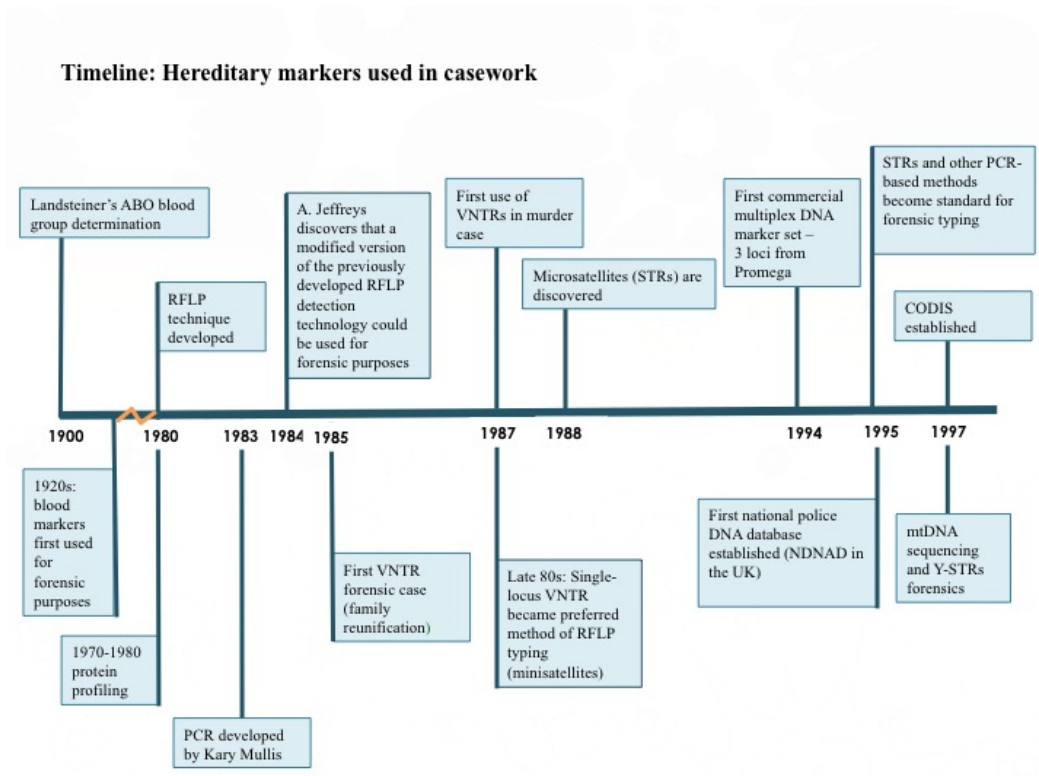 Timeline: Hereditary markers used in casework
Landsteiner's ABO blood
group determination
RFLP
technique
developed
A. Jeffreys
discovers that a
modified version
of the previously
developed RFLP
detection
technology could
be used for
forensic purposes
First use of
VNTRs in murder
case
Microsatellites (STRs) are
discovered
First commercial
multiplex DNA
marker set –
3 loci from
Promega
STRs and other PCR-
based methods
become standard for
forensic typing
CODIS
established
1900
1980
1983
1984
1985
1987
1988
1994
1995
1997
1920s:
blood
markers
first used
for
forensic
purposes
1970-1980
protein
profiling
PCR developed
by Kary Mullis
First VNTR
forensic case
(family
reunification)
Late 80s: Single-
locus VNTR
became preferred
method of RFLP
typing
(minisatellites)
First national police
DNA database
established (NDNAD in
the UK)
mtDNA
sequencing
and Y-STRs
forensics